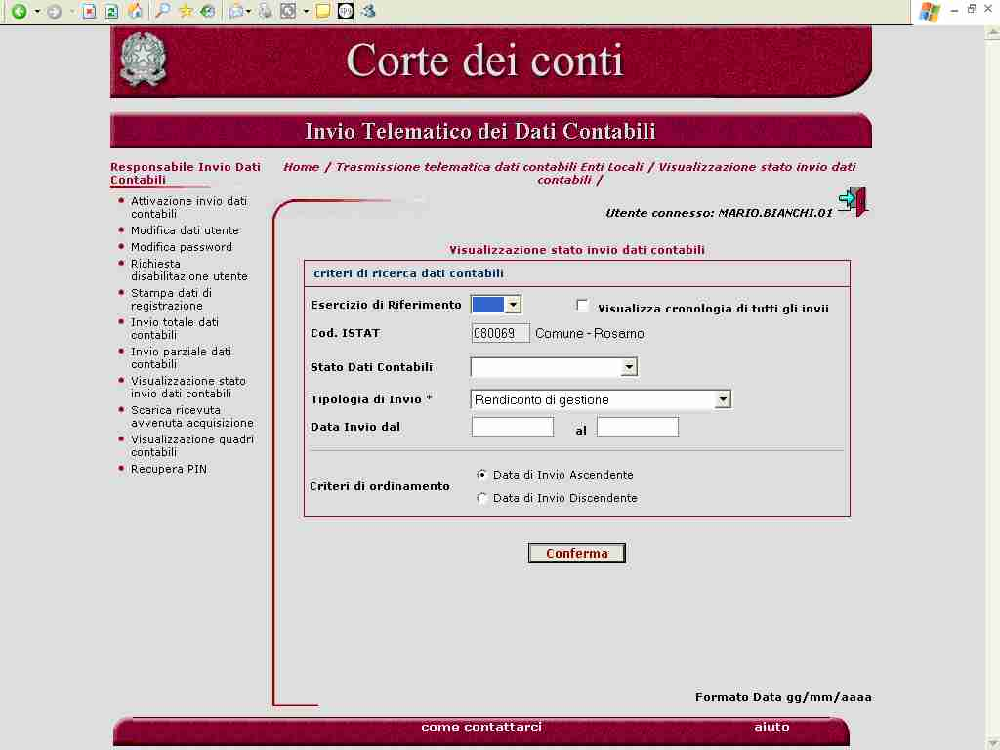 Corte dei conti
Invio Telematico dei Dati Contabili
Responsabile Invio Dati
Contabili
Attivazione invio dati
contabili
Modifica dati utente
Modifica password
Richiesta
disabilitazione utente
Stampa dati di
registrazione
Invio totale dati
contabili
Invio parziale dati
contabili
Visualizzazione stato
invio dati contabili
Scarica ricevuta
avvenuta acquisizione
Visualizzazione quadri
contabili
Recupera PIN
Home / Trasmissione telematica dati contabili Enti Locali / Visualizzazione stato invio dati
contabili /
Utente connesso: MARIO.BIANCHI.01
Visualizzazione stato invio dati contabili
criteri di ricerca dati contabili
Esercizio di Riferimento
Visualizza cronologia di tutti gli invii
Cod. ISTAT 080069 Comune - Rosarno
Stato Dati Contabili
Tipologia di Invio * Rendiconto di gestione
Data Invio dal al
Criteri di ordinamento
Data di Invio Ascendente
Data di Invio Discendente
Conferma
Formato Data gg/mm/aaaa
come contattarci aiuto